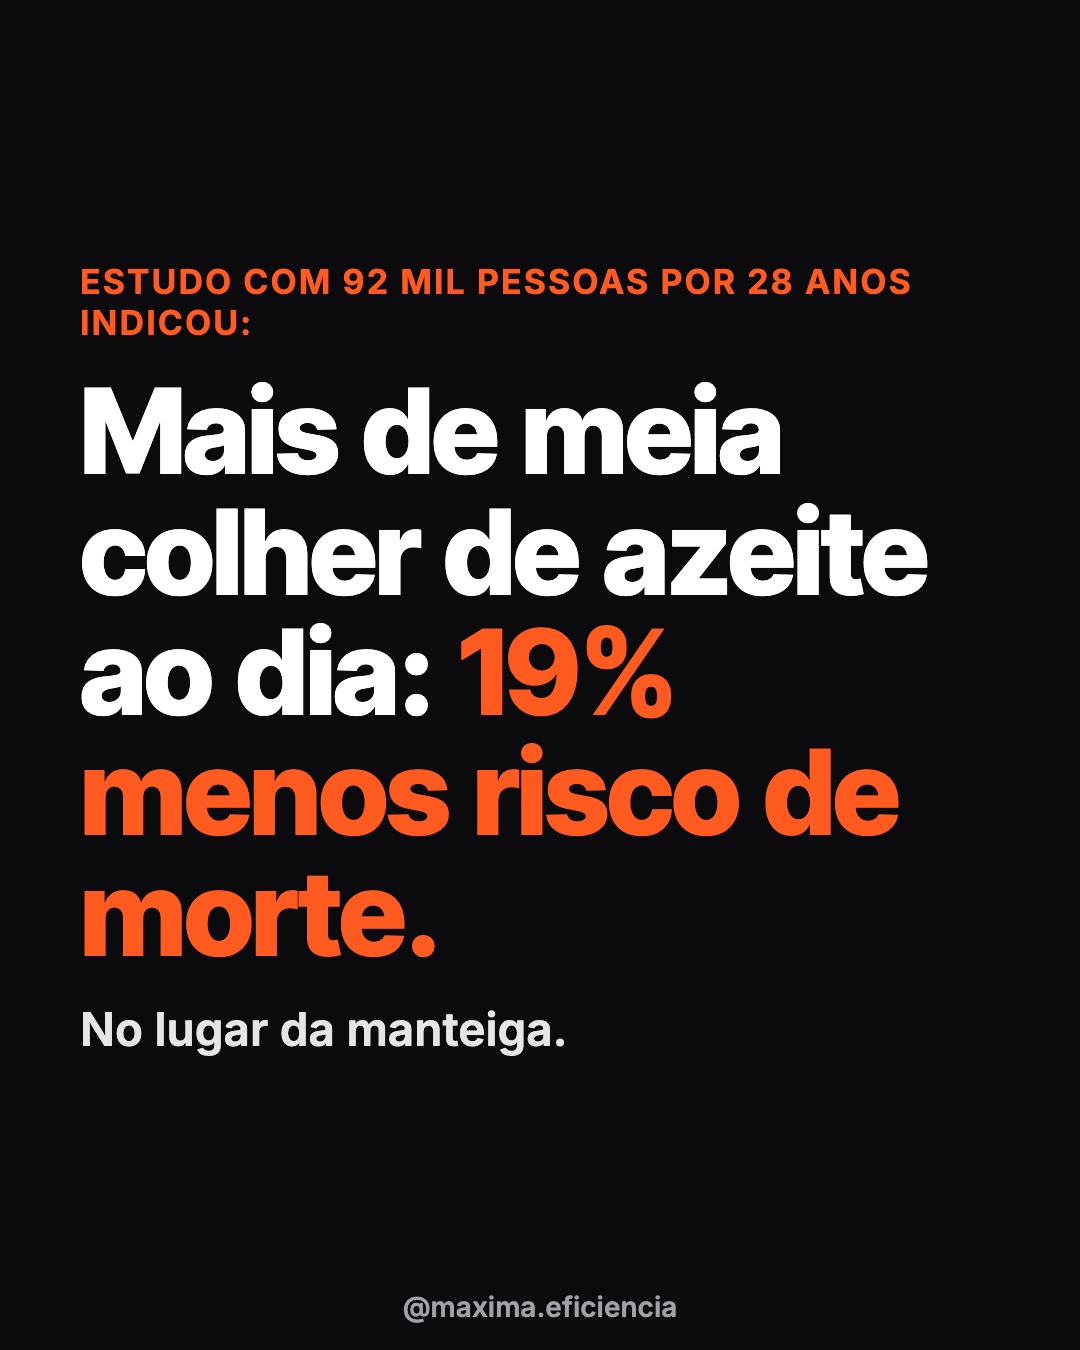 ESTUDO COM 92 MIL PESSOAS POR 28 ANOS
INDICOU:
Mais de meia
colher de azeite
ao dia: 19%
menos risco de
morte.
No lugar da manteiga.
@maxima.eficiencia